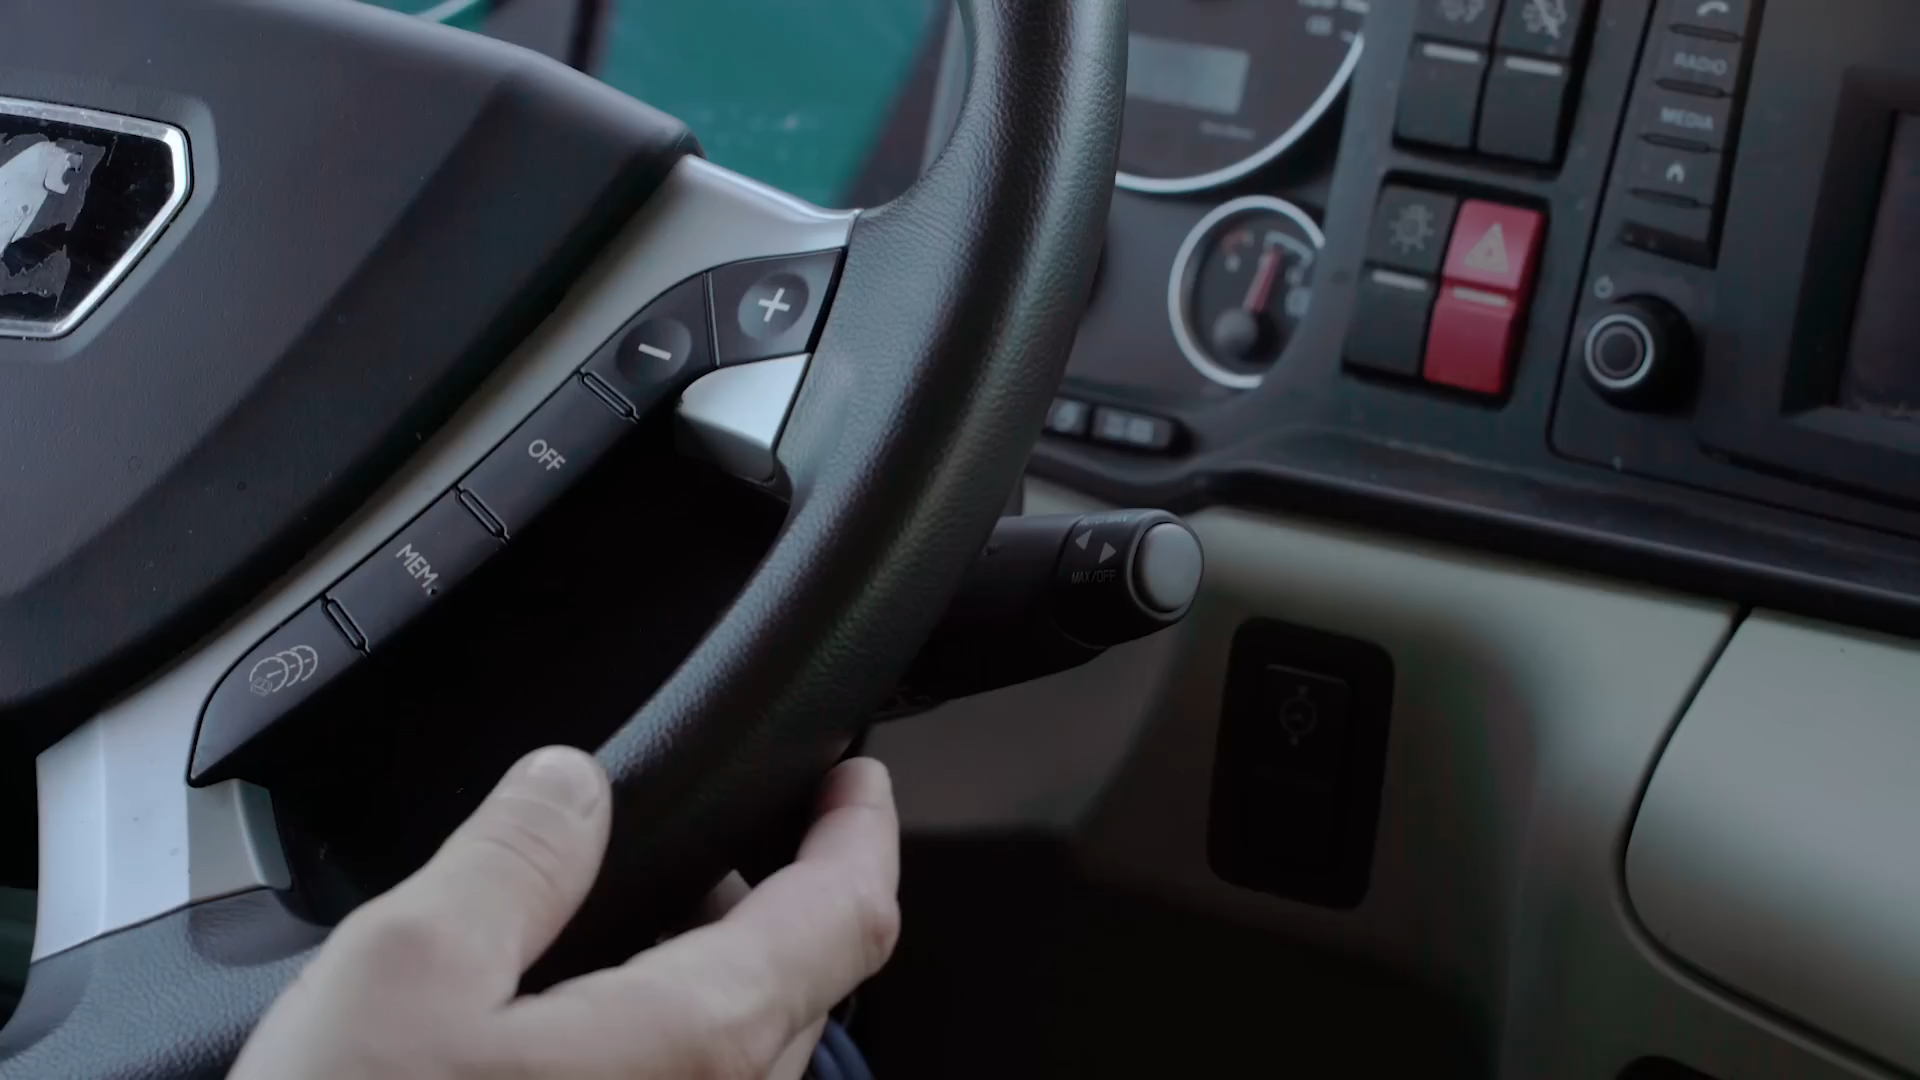 RADIO
MEDIA
+
-
OFF
MEM.
MAX/OFF